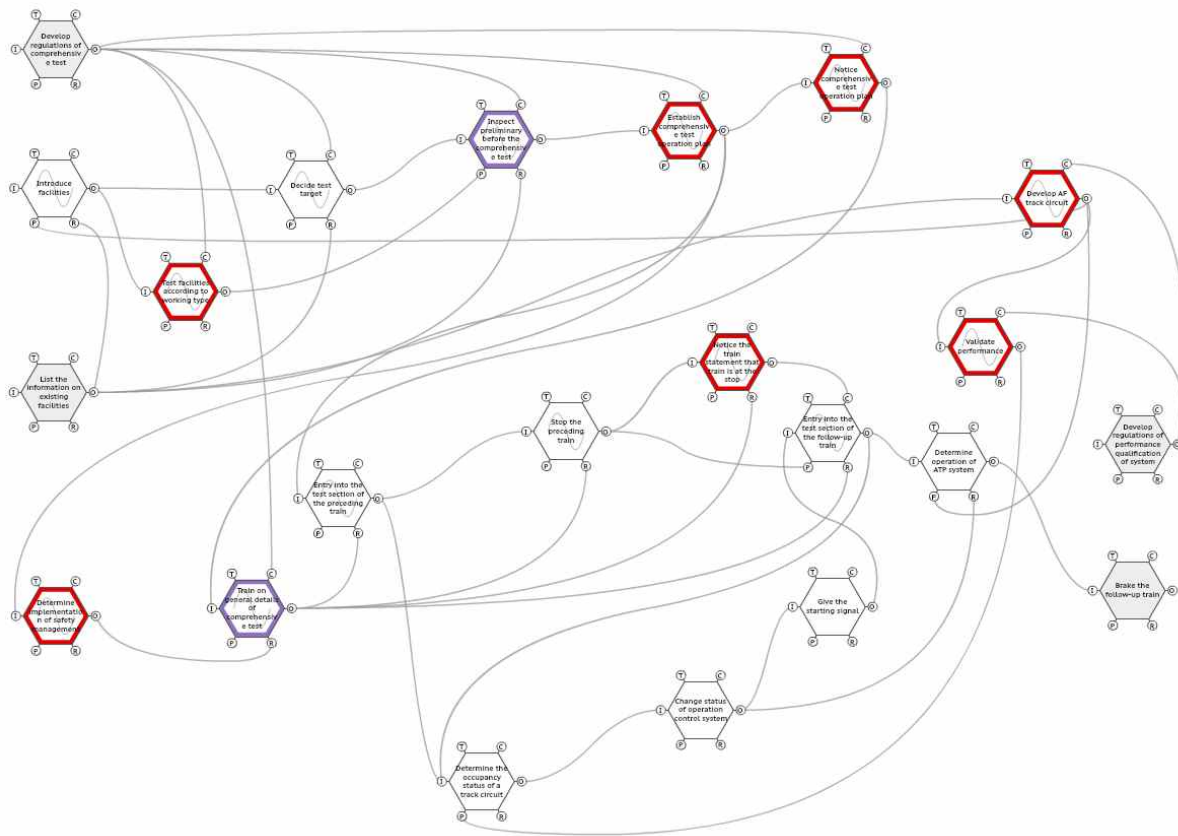 T C
Develop
regulations of
comprehensiv
e test
I O
P R
T C
Notice
comprehensiv
e test
operation plan
I O
P R
T C
Inspect
preliminary
before the
comprehensiv
e test
I O
P R
T C
Establish
comprehensiv
e test
operation plan
I O
P R
T C
Introduce
facilities
I O
P R
T C
Decide test
target
I O
P R
T C
Develop AF
track circuit
I O
P R
T C
Test facilities
according to
working type
I O
P R
T C
List the
information on
existing
facilities
I O
P R
T C
Notice the
train
statement that
train is at the
stop
I O
P R
T C
Validate
performance
I O
P R
T C
Stop the
preceding
train
I O
P R
T C
Entry into the
test section of
the follow-up
train
I O
P R
T C
Determine
operation of
ATP system
I O
P R
T C
Develop
regulations of
performance
qualification
of system
I O
P R
T C
Entry into the
test section of
the preceding
train
I O
P R
T C
Determine
implementatio
n of safety
management
I O
P R
T C
Train on
general details
of
comprehensiv
e test
I O
P R
T C
Give the
starting signal
I O
P R
T C
Brake the
follow-up train
I O
P R
T C
Change status
of operation
control system
I O
P R
T C
Determine the
occupancy
status of a
track circuit
I O
P R